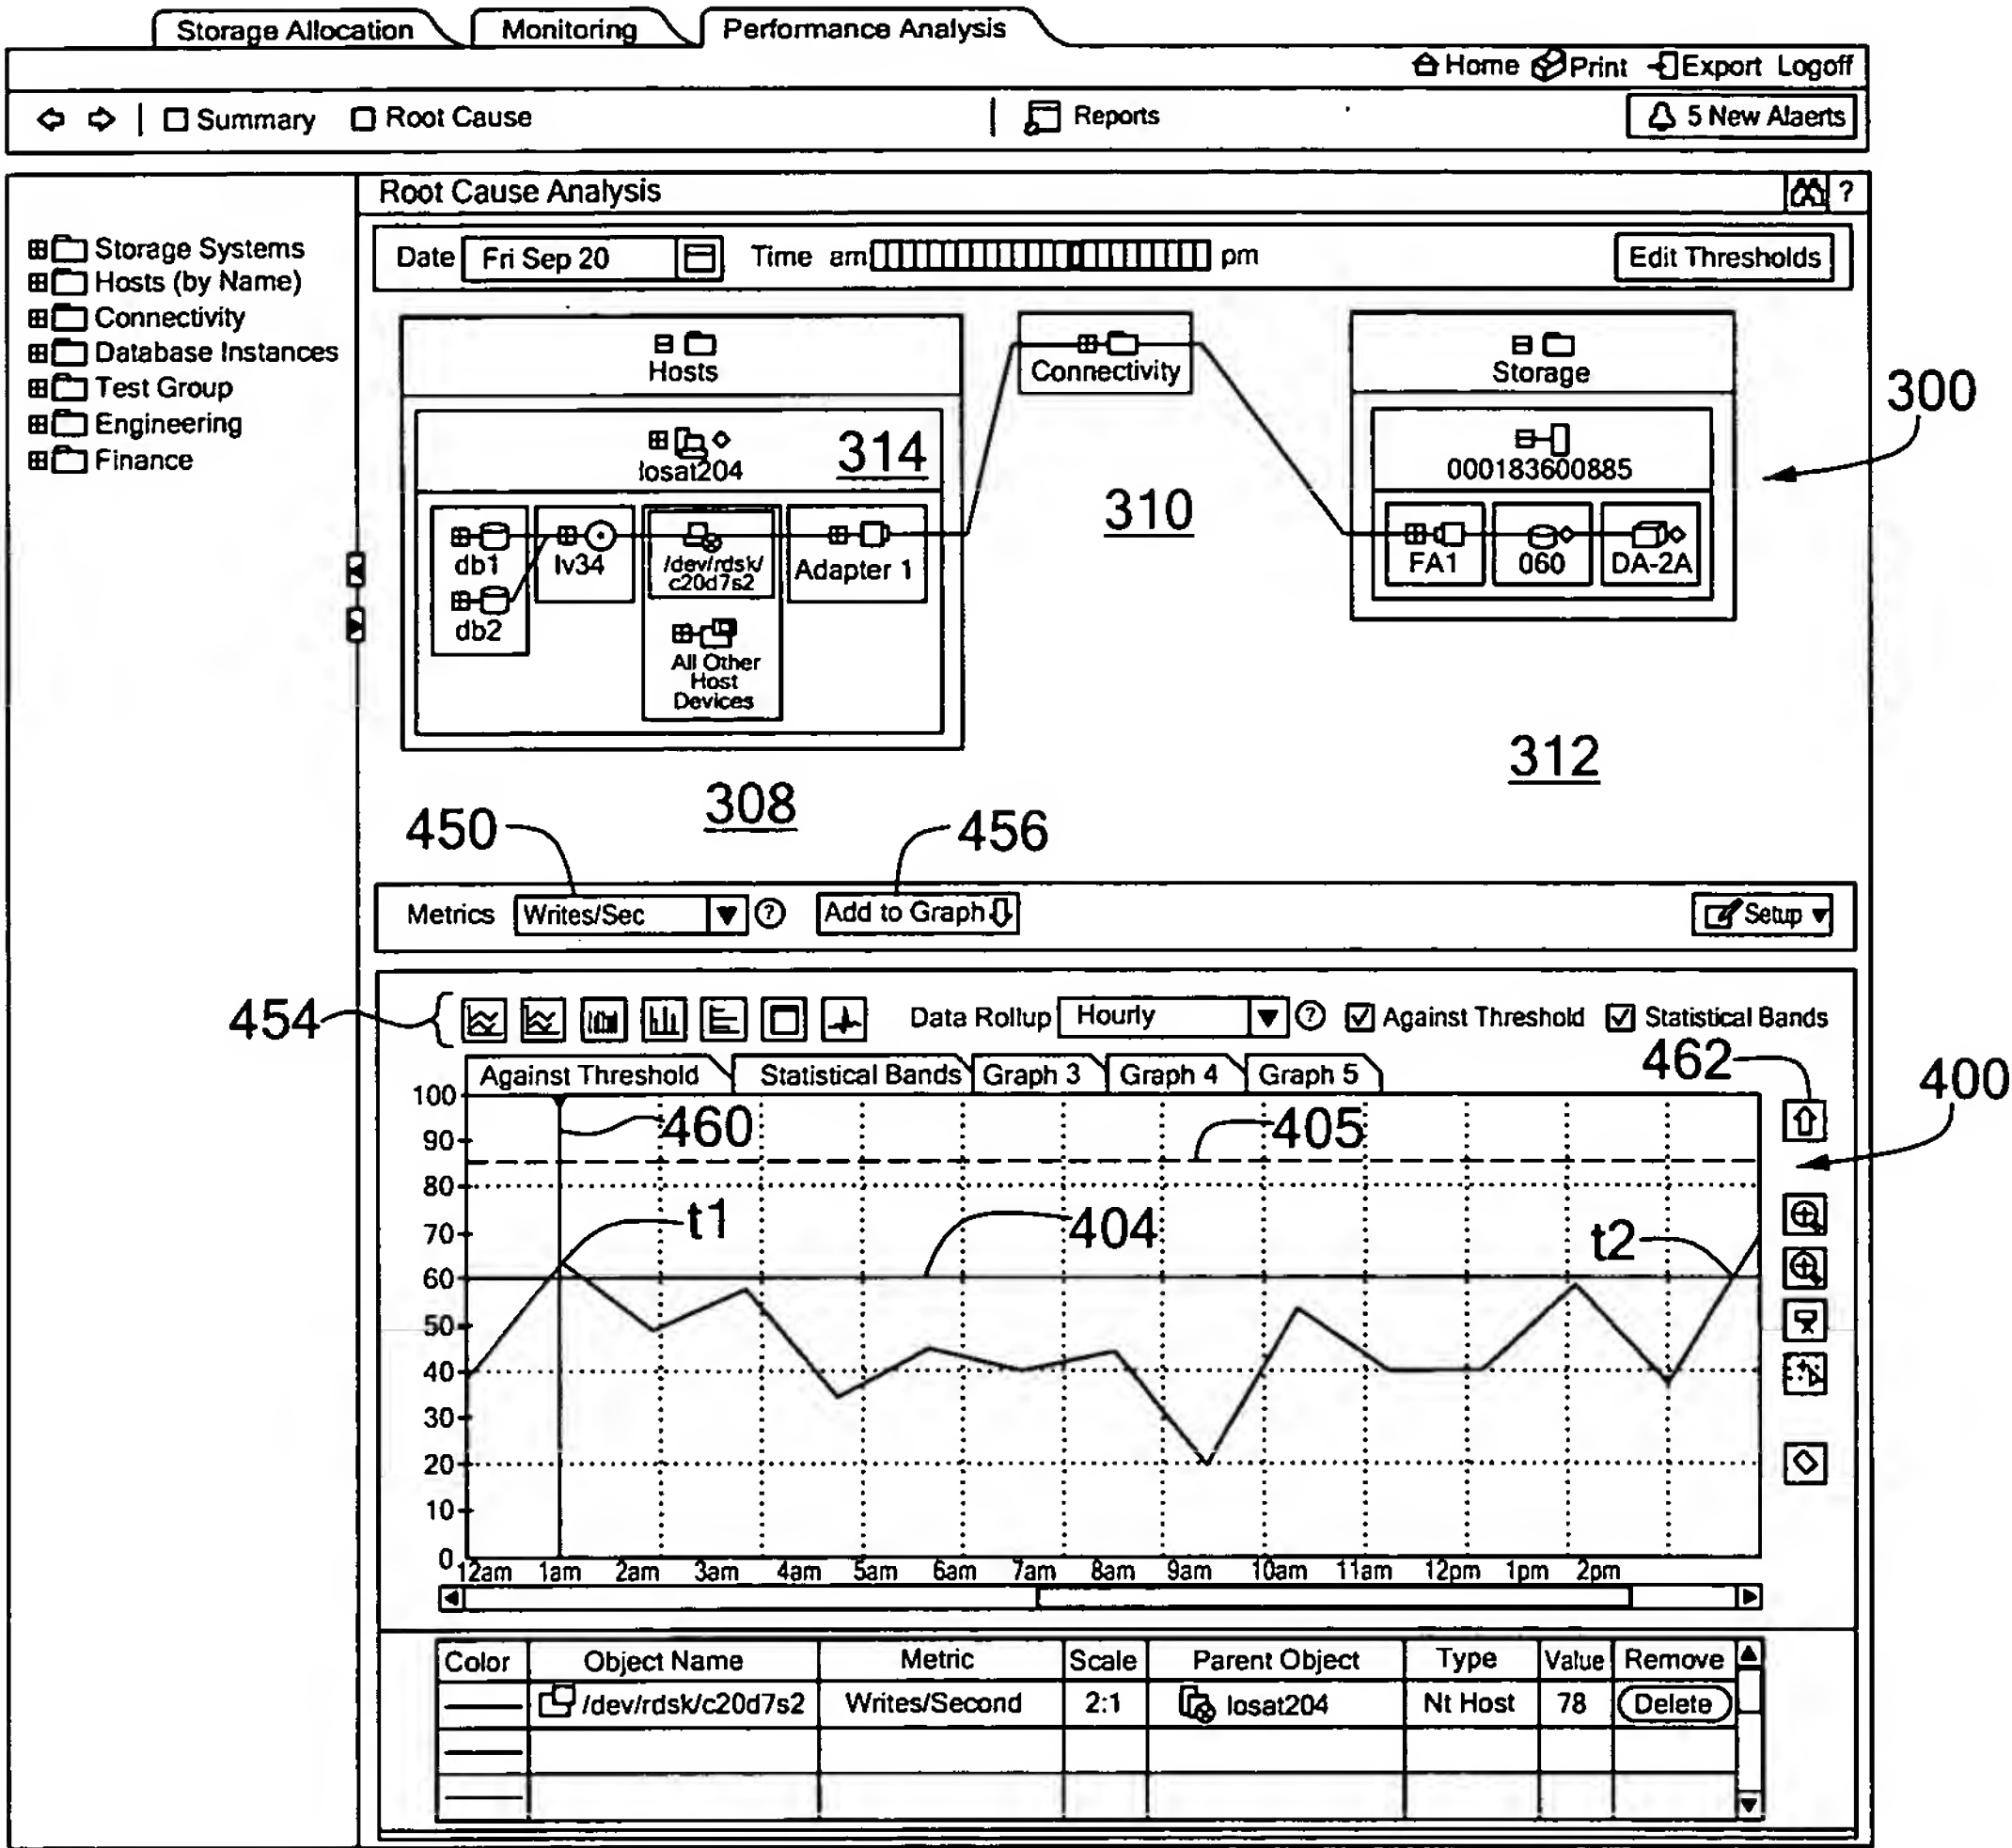 Storage Allocation Monitoring Performance Analysis
Home Print Export Logoff
Summary Root Cause Reports 5 New Alaerts
Root Cause Analysis ?
Storage Systems
Hosts (by Name)
Connectivity
Database Instances
Test Group
Engineering
Finance
Date Fri Sep 20 Time am pm Edit Thresholds
Hosts
Connectivity
Storage
300
losat204
314
000183600885
310
db1
lv34
/dev/rdsk/
c20d7s2
Adapter 1
FA1
060
DA-2A
db2
All Other
Host
Devices
312
308
450
456
Metrics Writes/Sec ? Add to Graph Setup
454
Data Rollup Hourly ? Against Threshold Statistical Bands
Against Threshold Statistical Bands Graph 3 Graph 4 Graph 5
462
400
100
90
80
70
60
50
40
30
20
10
0
460
405
t1
404
t2
12am 1am 2am 3am 4am 5am 6am 7am 8am 9am 10am 11am 12pm 1pm 2pm
Color Object Name Metric Scale Parent Object Type Value Remove
/dev/rdsk/c20d7s2 Writes/Second 2:1 losat204 Nt Host 78 Delete